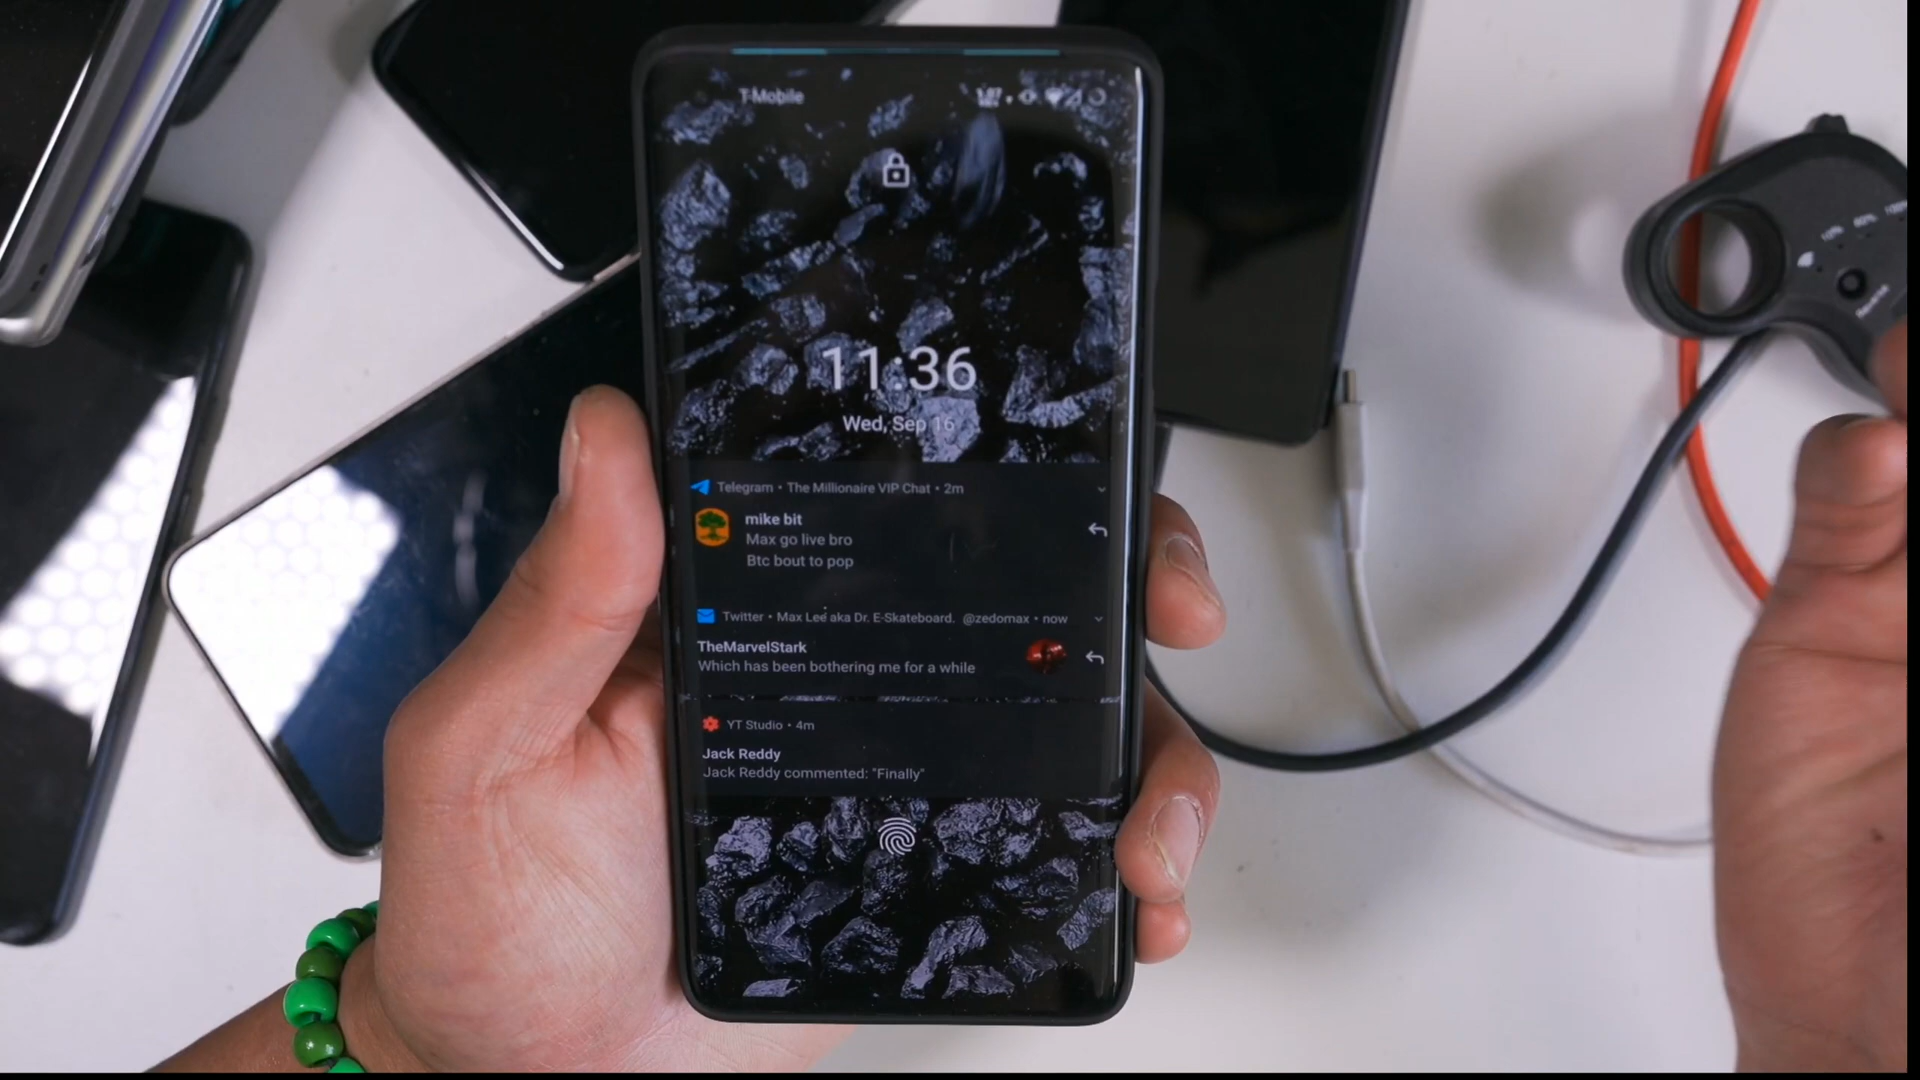 T-Mobile
11:36
Wed, Sep 16
Telegram • The Millionaire VIP Chat • 2m
mike bit
Max go live bro
Btc bout to pop
Twitter • Max Lee aka Dr. E-Skateboard. @zedomax • now
TheMarvelStark
Which has been bothering me for a while
YT Studio • 4m
Jack Reddy
Jack Reddy commented: "Finally"